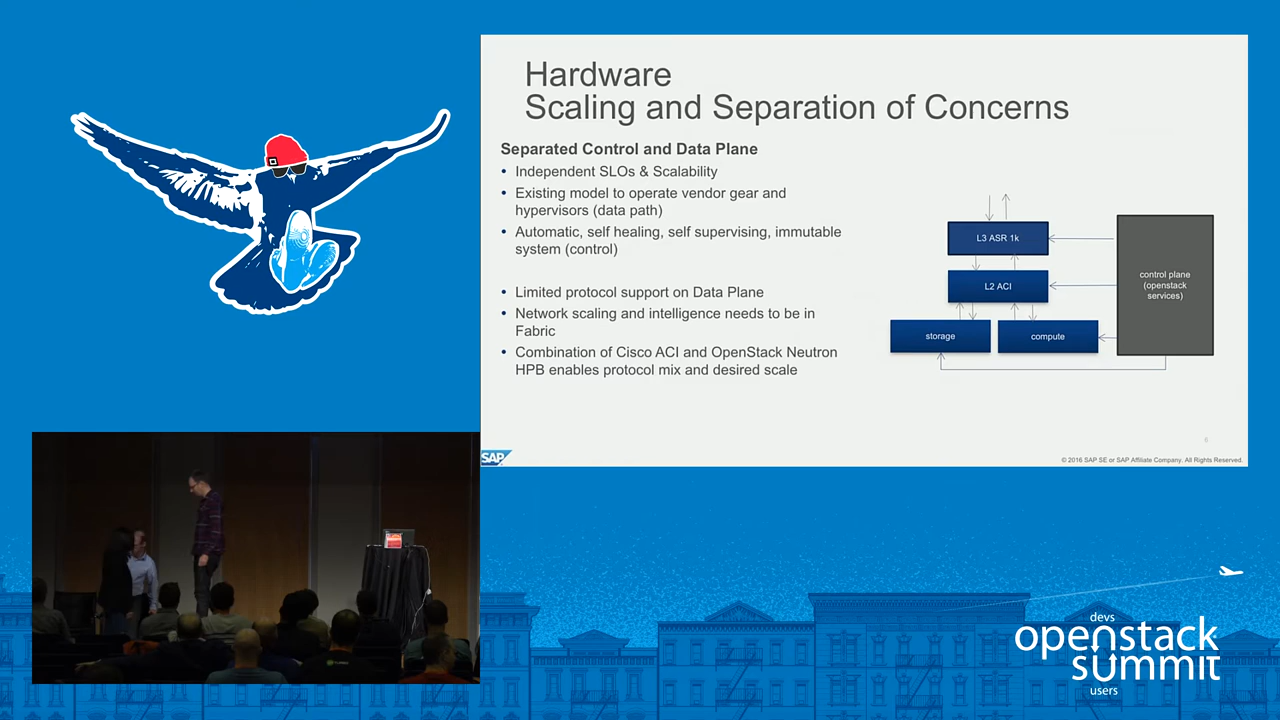 Hardware
Scaling and Separation of Concerns
Separated Control and Data Plane
• Independent SLOs & Scalability
• Existing model to operate vendor gear and
hypervisors (data path)
• Automatic, self healing, self supervising, immutable
system (control)
• Limited protocol support on Data Plane
• Network scaling and intelligence needs to be in
Fabric
• Combination of Cisco ACI and OpenStack Neutron
HPB enables protocol mix and desired scale
L3 ASR 1k
L2 ACI
storage
compute
control plane
(openstack
services)
6
SAP
© 2016 SAP SE or SAP Affiliate Company. All Rights Reserved.
devs
openstack
summit
users